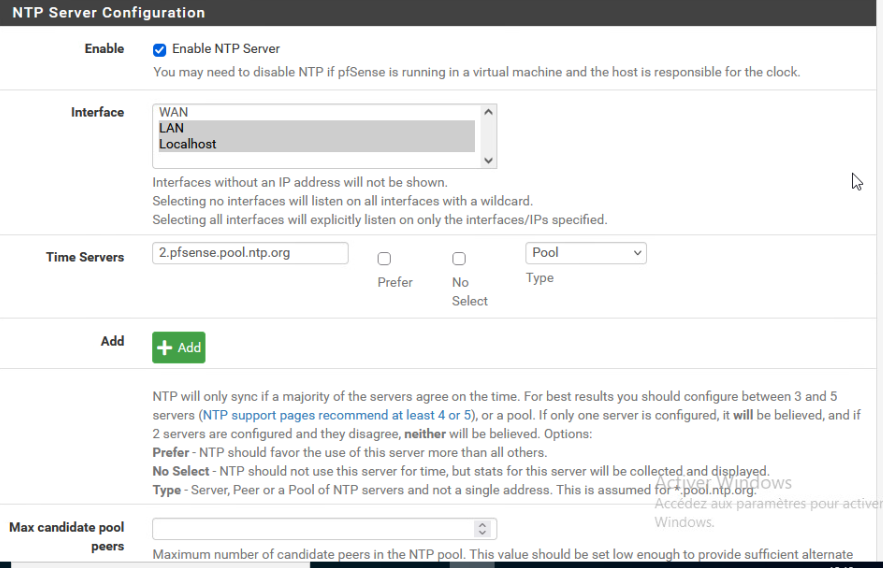 NTP Server Configuration
Enable
Enable NTP Server
You may need to disable NTP if pfSense is running in a virtual machine and the host is responsible for the clock.
Interface
WAN
LAN
Localhost
Interfaces without an IP address will not be shown.
Selecting no interfaces will listen on all interfaces with a wildcard.
Selecting all interfaces will explicitly listen on only the interfaces/IPs specified.
Time Servers
2.pfsense.pool.ntp.org
Prefer
No
Select
Pool
Type
Add
Add
NTP will only sync if a majority of the servers agree on the time. For best results you should configure between 3 and 5
servers (NTP support pages recommend at least 4 or 5), or a pool. If only one server is configured, it will be believed, and if
2 servers are configured and they disagree, neither will be believed. Options:
Prefer - NTP should favor the use of this server more than all others.
No Select - NTP should not use this server for time, but stats for this server will be collected and displayed.
Type - Server, Peer or a Pool of NTP servers and not a single address. This is assumed for *.pool.ntp.org.
Activer Windows
Accédez aux paramètres pour activer
Windows.
Max candidate pool
peers
Maximum number of candidate peers in the NTP pool. This value should be set low enough to provide sufficient alternate